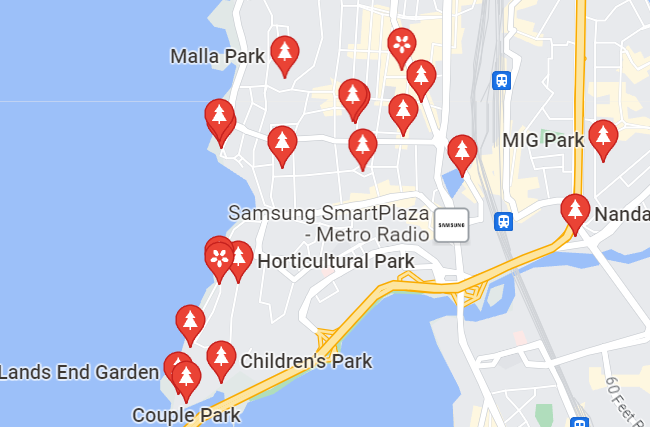 Malla Park
MIG Park
Samsung SmartPlaza
- Metro Radio
SAMSUNG
Nanda
Horticultural Park
Children's Park
Lands End Garden
Couple Park
60 Feet R